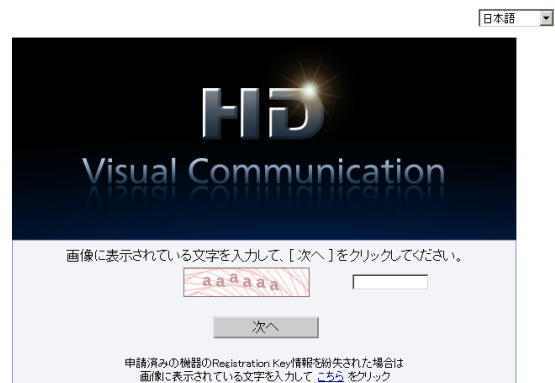 日本語
HD
Visual Communication
画像に表示されている文字を入力して、[ 次へ ]をクリックしてください。
aaaaaa
次へ
申請済みの機器のRegistration Key情報を紛失された場合は
画像に表示されている文字を入力して こちら をクリック